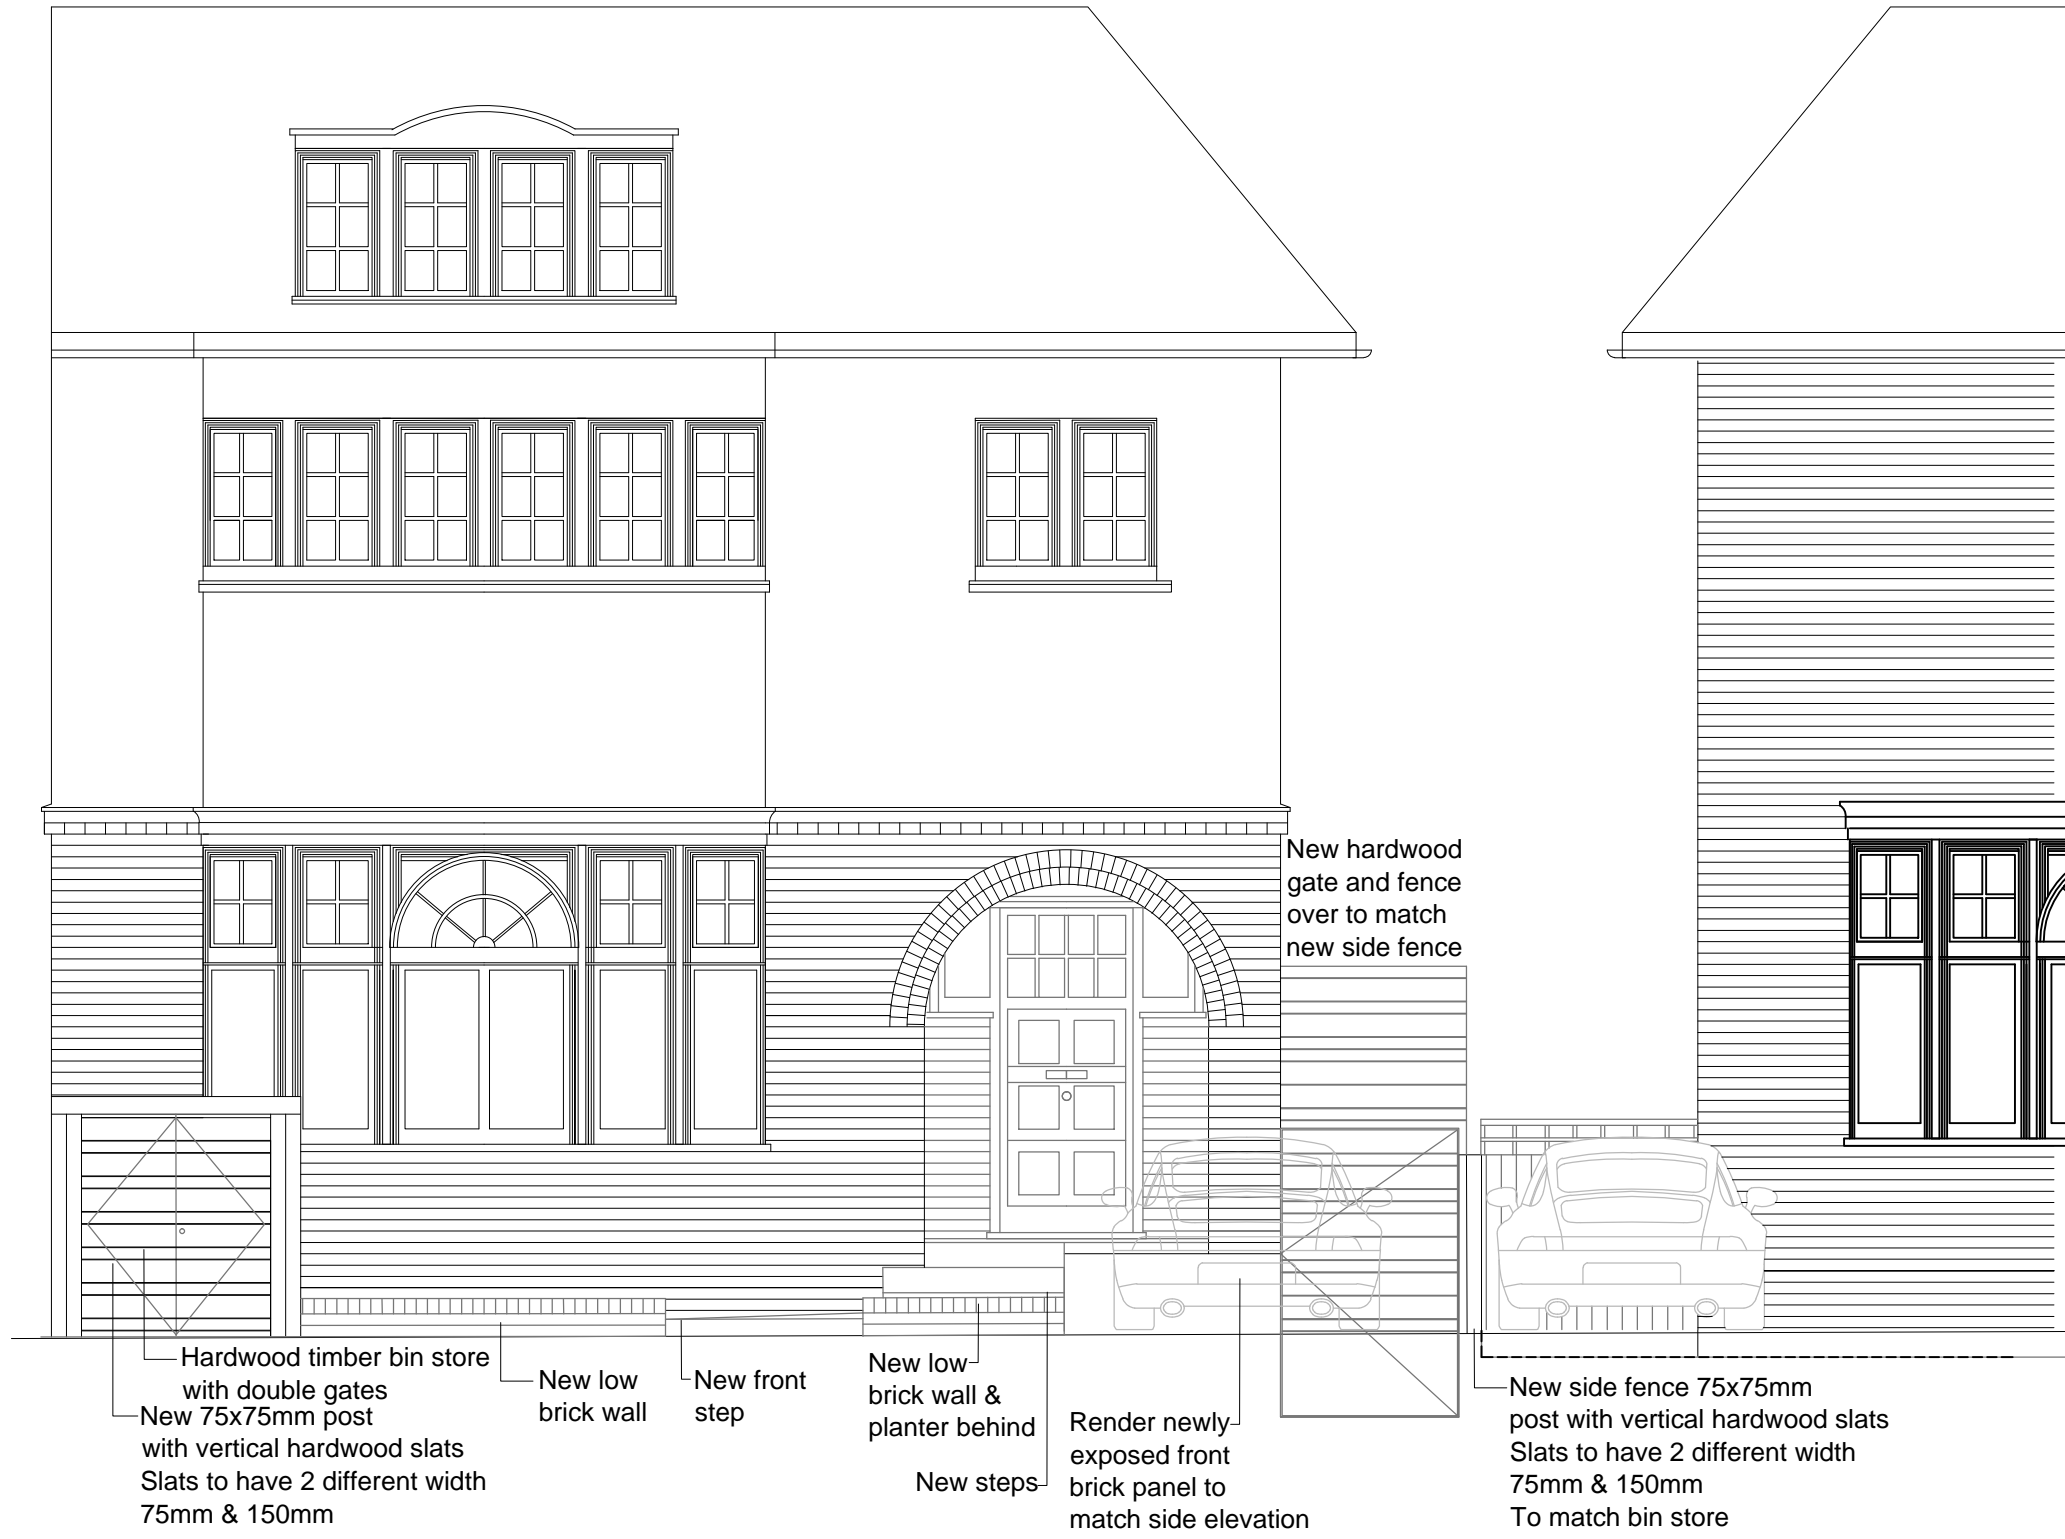 New hardwood
gate and fence
over to match
new side fence
Hardwood timber bin store
with double gates
New 75x75mm post
with vertical hardwood slats
Slats to have 2 different width
75mm & 150mm
New low
brick wall
New front
step
New low
brick wall &
planter behind
New steps
Render newly
exposed front
brick panel to
match side elevation
New side fence 75x75mm
post with vertical hardwood slats
Slats to have 2 different width
75mm & 150mm
To match bin store